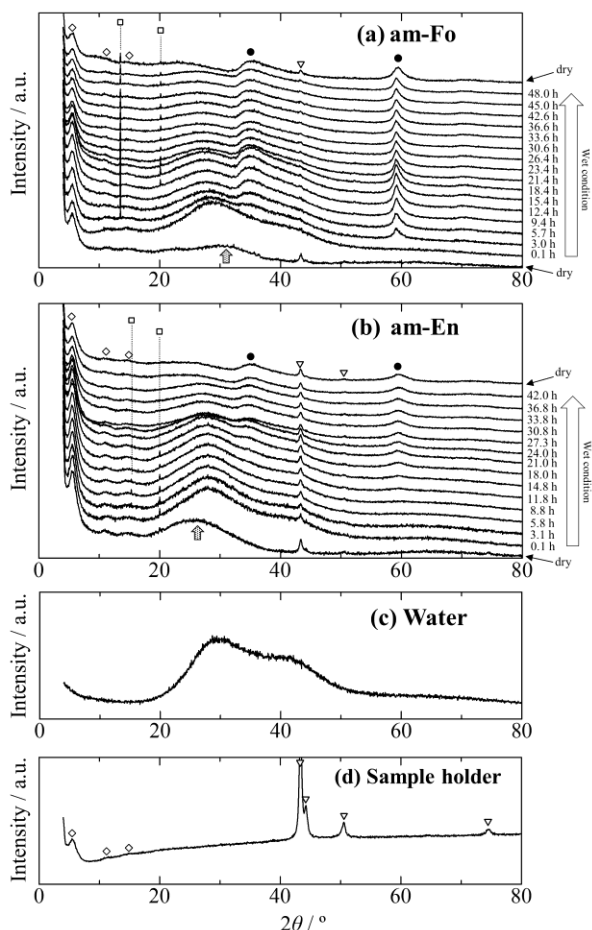 (a) am-Fo
Intensity / a.u.
dry
48.0 h
45.0 h
42.6 h
36.6 h
33.6 h
30.6 h
26.4 h
23.4 h
21.4 h
18.4 h
15.4 h
12.4 h
9.4 h
5.7 h
3.0 h
0.1 h
dry
Wet condition
0 20 40 60 80
(b) am-En
Intensity / a.u.
dry
42.0 h
36.8 h
33.8 h
30.8 h
27.3 h
24.0 h
21.0 h
18.0 h
14.8 h
11.8 h
8.8 h
5.8 h
3.1 h
0.1 h
dry
Wet condition
0 20 40 60 80
(c) Water
Intensity / a.u.
0 20 40 60 80
(d) Sample holder
Intensity / a.u.
0 20 40 60 80
2θ / °